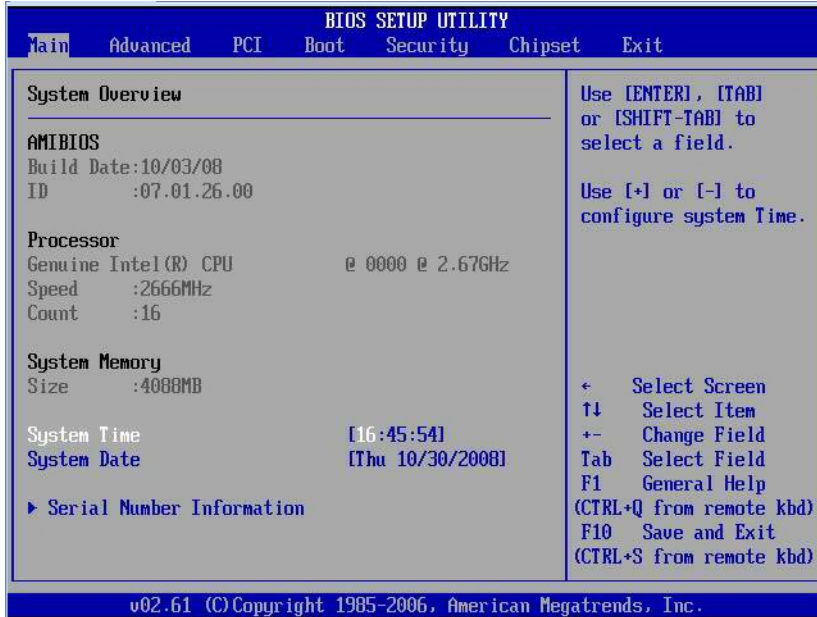 BIOS SETUP UTILITY
Main Advanced PCI Boot Security Chipset Exit
System Overview
AMIBIOS
Build Date:10/03/08
ID :07.01.26.00
Processor
Genuine Intel(R) CPU @ 0000 @ 2.67GHz
Speed :2666MHz
Count :16
System Memory
Size :4088MB
System Time [16:45:54]
System Date [Thu 10/30/2008]
▶ Serial Number Information
Use [ENTER], [TAB]
or [SHIFT-TAB] to
select a field.
Use [+] or [-] to
configure system Time.
← Select Screen
↑↓ Select Item
+- Change Field
Tab Select Field
F1 General Help
(CTRL+Q from remote kbd)
F10 Save and Exit
(CTRL+S from remote kbd)
v02.61 (C)Copyright 1985-2006, American Megatrends, Inc.